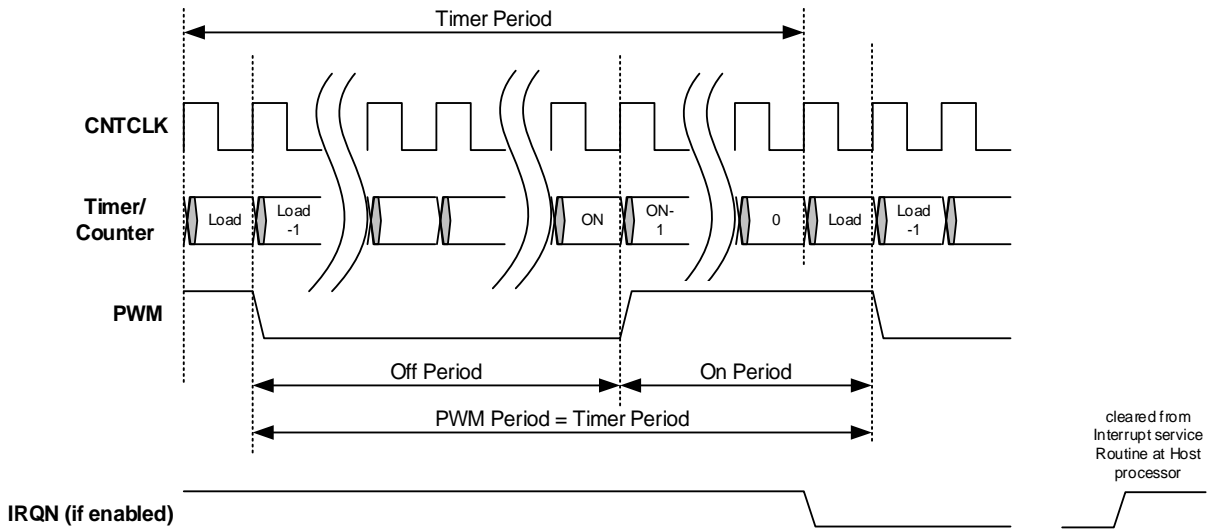 Timer Period
CNTCLK
Timer/
Counter
Load
Load
-1
ON
ON-
1
0
Load
Load
-1
PWM
Off Period
On Period
PWM Period = Timer Period
cleared from
Interrupt service
Routine at Host
processor
IRQN (if enabled)